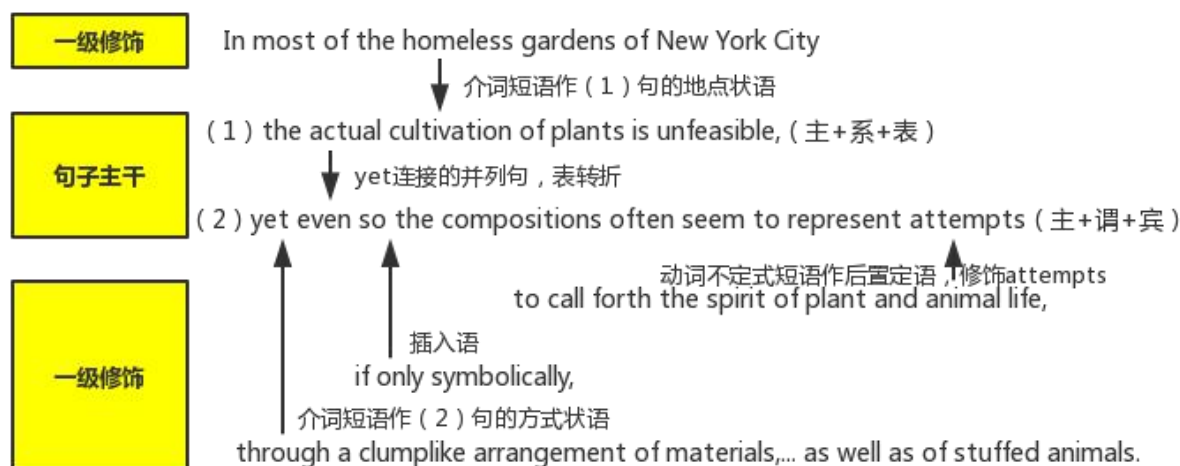 一级修饰
In most of the homeless gardens of New York City
介词短语作（1）句的地点状语
句子主干
（1）the actual cultivation of plants is unfeasible,（主+系+表）
yet连接的并列句，表转折
（2）yet even so the compositions often seem to represent attempts（主+谓+宾）
动词不定式短语作后置定语，修饰attempts
to call forth the spirit of plant and animal life,
一级修饰
插入语
if only symbolically,
介词短语作（2）句的方式状语
through a clumplike arrangement of materials,... as well as of stuffed animals.